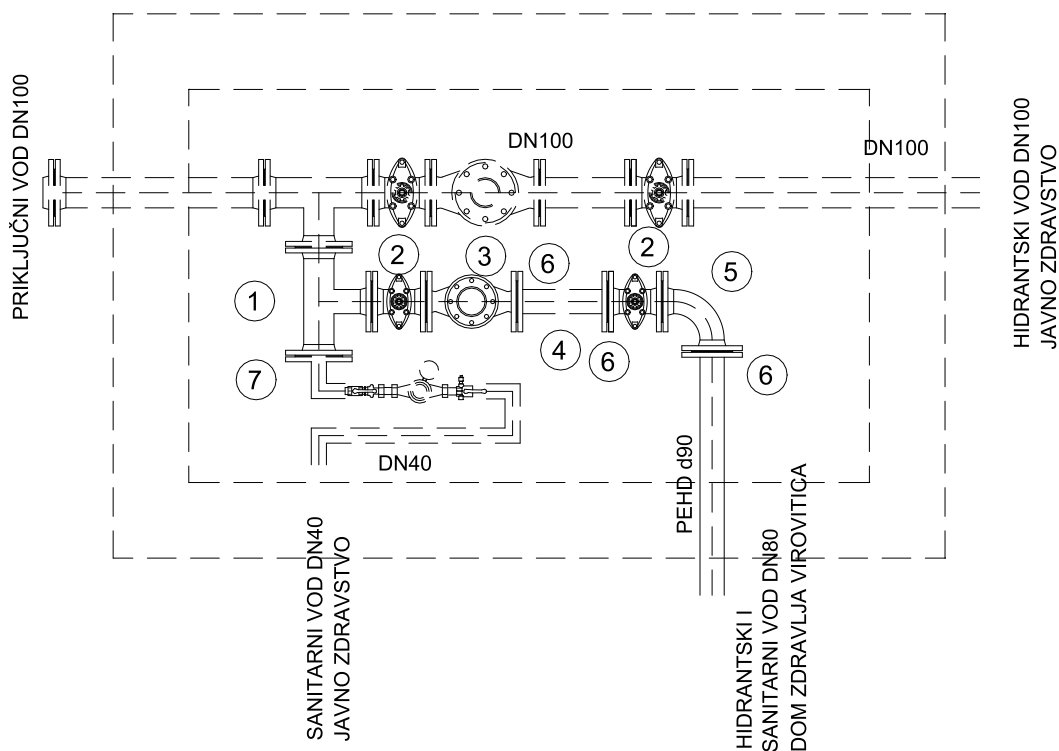 PRIKLJUČNI VOD DN100
DN100
DN100
HIDRANTSKI VOD DN100
JAVNO ZDRAVSTVO
2
3
6
2
5
1
4
6
6
7
DN40
PEHD d90
SANITARNI VOD DN40
JAVNO ZDRAVSTVO
HIDRANTSKI I
SANITARNI VOD DN80
DOM ZDRAVLJA VIROVITICA